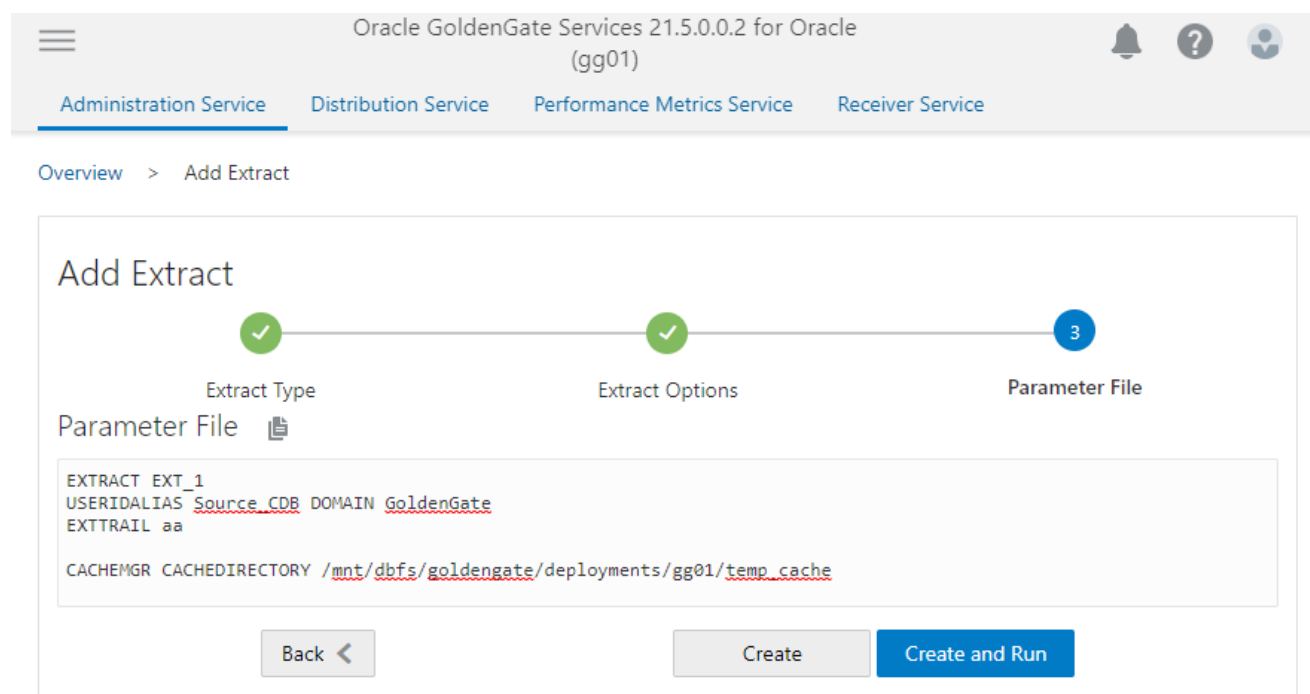 Oracle GoldenGate Services 21.5.0.0.2 for Oracle
(gg01)
?
Administration Service Distribution Service Performance Metrics Service Receiver Service
Overview > Add Extract
Add Extract
3
Extract Type Extract Options Parameter File
Parameter File
EXTRACT EXT_1
USERIDALIAS Source_CDB DOMAIN GoldenGate
EXTTRAIL aa
CACHEMGR CACHEDIRECTORY /mnt/dbfs/goldengate/deployments/gg01/temp_cache
Back Create Create and Run